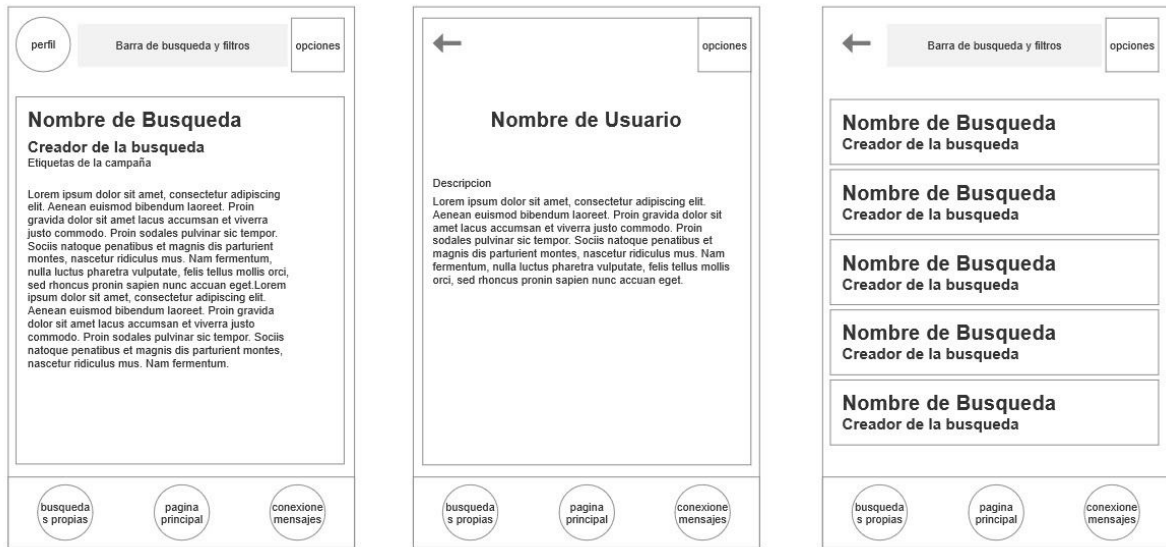 perfil
Barra de busqueda y filtros
opciones
Nombre de Busqueda
Creador de la busqueda
Etiquetas de la campaña
Lorem ipsum dolor sit amet, consectetur adipiscing
elit. Aenean euismod bibendum laoreet. Proin
gravida dolor sit amet lacus accumsan et viverra
justo commodo. Proin sodales pulvinar sic tempor.
Sociis natoque penatibus et magnis dis parturient
montes, nascetur ridiculus mus. Nam fermentum,
nulla luctus pharetra vulputate, felis tellus mollis orci,
sed rhoncus pronin sapien nunc accuan eget.Lorem
ipsum dolor sit amet, consectetur adipiscing elit.
Aenean euismod bibendum laoreet. Proin gravida
dolor sit amet lacus accumsan et viverra justo
commodo. Proin sodales pulvinar sic tempor. Sociis
natoque penatibus et magnis dis parturient montes,
nascetur ridiculus mus. Nam fermentum.
busqueda
s propias
pagina
principal
conexione
mensajes
opciones
Nombre de Usuario
Descripcion
Lorem ipsum dolor sit amet, consectetur adipiscing elit.
Aenean euismod bibendum laoreet. Proin gravida dolor sit
amet lacus accumsan et viverra justo commodo. Proin
sodales pulvinar sic tempor. Sociis natoque penatibus et
magnis dis parturient montes, nascetur ridiculus mus. Nam
fermentum, nulla luctus pharetra vulputate, felis tellus mollis
orci, sed rhoncus pronin sapien nunc accuan eget.
busqueda
s propias
pagina
principal
conexione
mensajes
Barra de busqueda y filtros
opciones
Nombre de Busqueda
Creador de la busqueda
Nombre de Busqueda
Creador de la busqueda
Nombre de Busqueda
Creador de la busqueda
Nombre de Busqueda
Creador de la busqueda
Nombre de Busqueda
Creador de la busqueda
busqueda
s propias
pagina
principal
conexione
mensajes